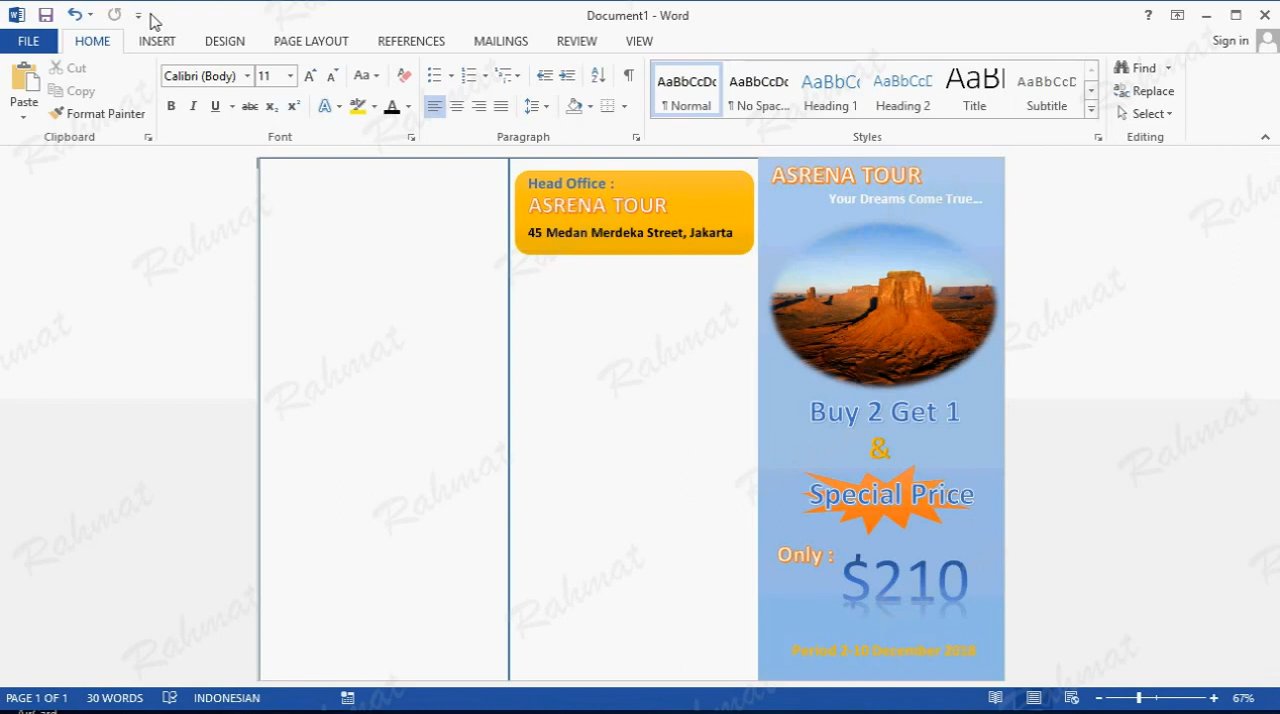 Document1 - Word
?
FILE
HOME
INSERT
DESIGN
PAGE LAYOUT
REFERENCES
MAILINGS
REVIEW
VIEW
Sign in
Paste
Cut
Copy
Format Painter
Clipboard
Calibri (Body)
11
Font
Paragraph
AaBbCcDc
¶ Normal
AaBbCcDc
¶ No Spac...
AaBbCc
Heading 1
AaBbCcD
Heading 2
AaBl
Title
AaBbCcD
Subtitle
Styles
Find
Replace
Select
Editing
Head Office :
ASRENA TOUR
45 Medan Merdeka Street, Jakarta
ASRENA TOUR
Your Dreams Come True...
Buy 2 Get 1
&
Special Price
Only :
$210
Period 2-10 December 2018
Rahmat
PAGE 1 OF 1
30 WORDS
INDONESIAN
67%